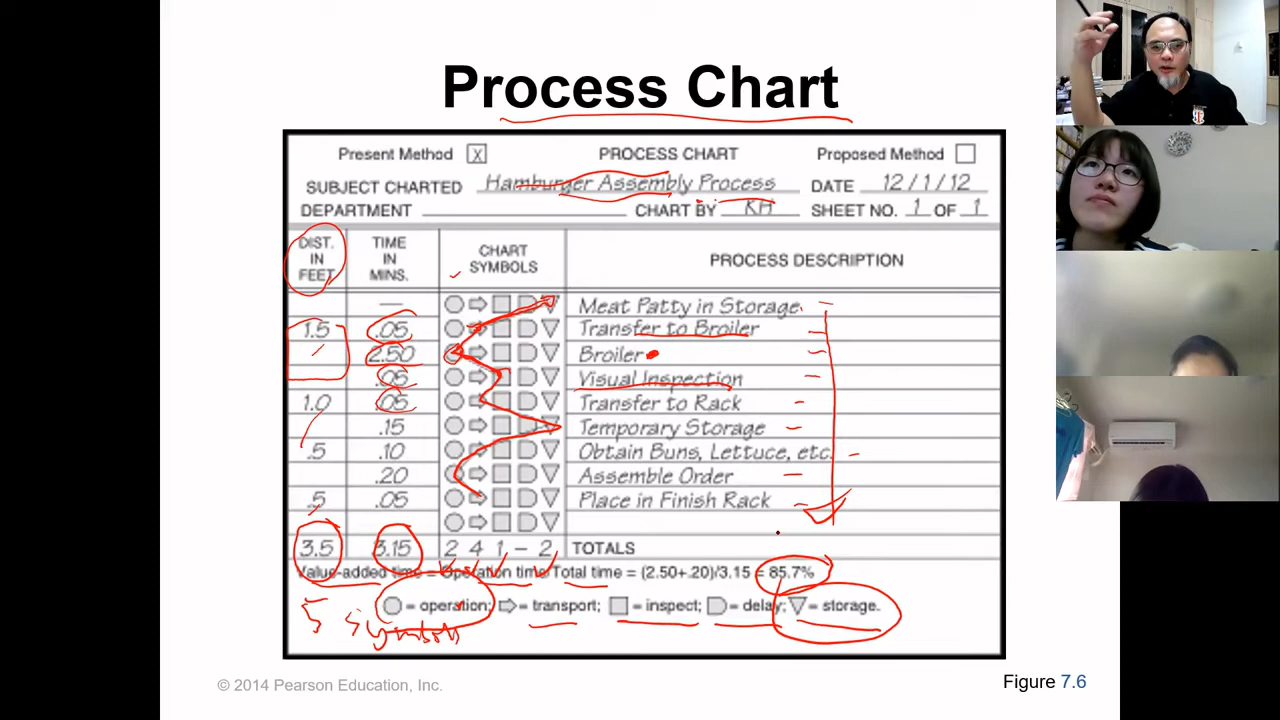 Process Chart
Present Method X PROCESS CHART Proposed Method
SUBJECT CHARTED Hamburger Assembly Process DATE 12 / 1 / 12
DEPARTMENT CHART BY KH SHEET NO. 1 OF 1
DIST. IN FEET TIME IN MINS. CHART SYMBOLS PROCESS DESCRIPTION
— Meat Patty in Storage
1.5 .05 Transfer to Broiler
2.50 Broiler
.05 Visual Inspection
1.0 .05 Transfer to Rack
.15 Temporary Storage
.5 .10 Obtain Buns, Lettuce, etc.
.20 Assemble Order
.5 .05 Place in Finish Rack
3.5 3.15 2 4 1 – 2 TOTALS
Value-added time = Operation time/Total time = (2.50+.20)/3.15 = 85.7%
= operation; = transport; = inspect; = delay; = storage.
5 symbols
© 2014 Pearson Education, Inc.
Figure 7.6